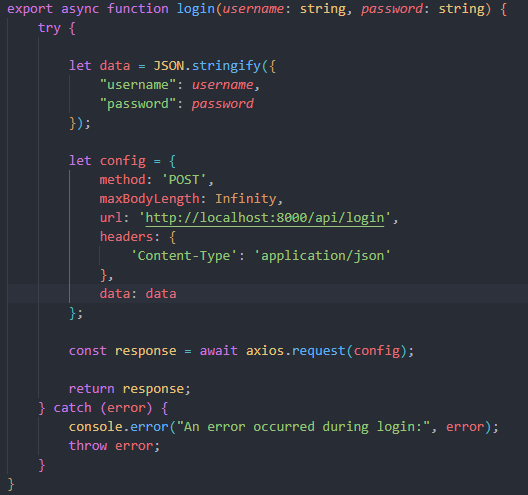 export async function login(username: string, password: string) {
    try {

        let data = JSON.stringify({
            "username": username,
            "password": password
        });

        let config = {
            method: 'POST',
            maxBodyLength: Infinity,
            url: 'http://localhost:8000/api/login',
            headers: {
                'Content-Type': 'application/json'
            },
            data: data
        };

        const response = await axios.request(config);

        return response;
    } catch (error) {
        console.error("An error occurred during login:", error);
        throw error;
    }
}